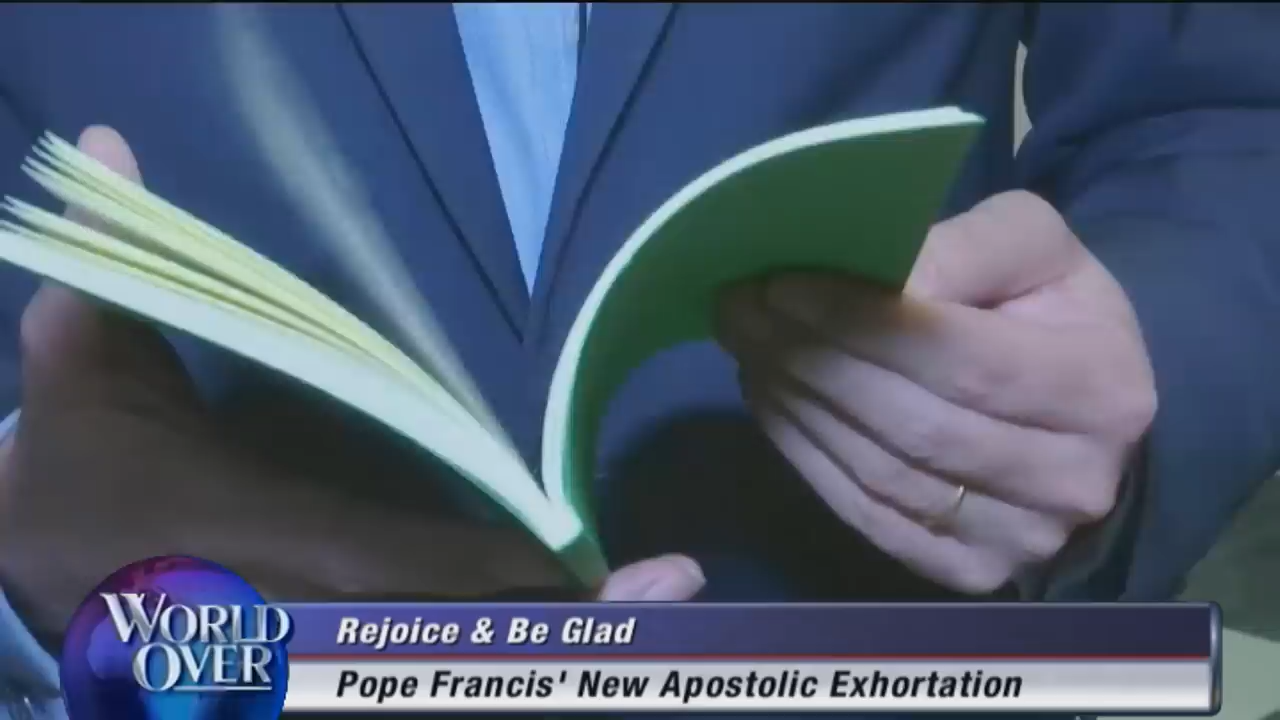 WORLD
OVER
Rejoice & Be Glad
Pope Francis' New Apostolic Exhortation